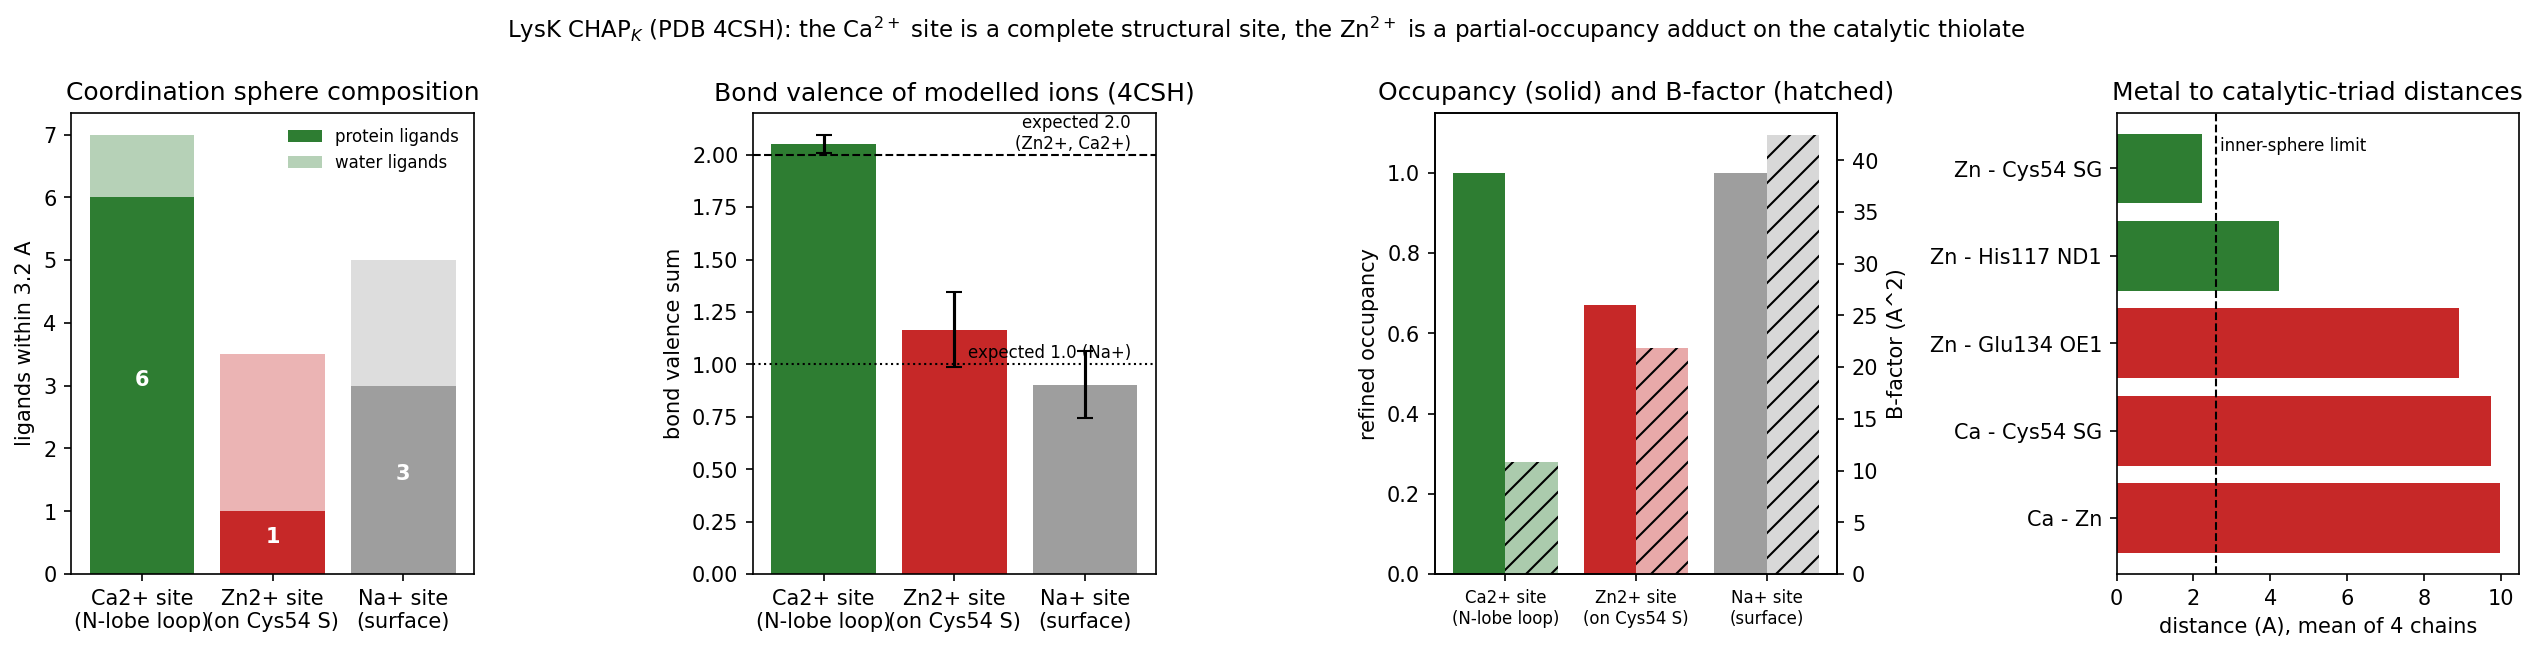 LysK CHAP_K (PDB 4CSH): the Ca²⁺ site is a complete structural site, the Zn²⁺ is a partial-occupancy adduct on the catalytic thiolate
Coordination sphere composition
ligands within 3.2 A
7
6
5
4
3
2
1
0
protein ligands
water ligands
6
1
3
Ca2+ site
(N-lobe loop)
Zn2+ site
(on Cys54 S)
Na+ site
(surface)
Bond valence of modelled ions (4CSH)
bond valence sum
2.00
1.75
1.50
1.25
1.00
0.75
0.50
0.25
0.00
expected 2.0
(Zn2+, Ca2+)
expected 1.0 (Na+)
Ca2+ site
(N-lobe loop)
Zn2+ site
(on Cys54 S)
Na+ site
(surface)
Occupancy (solid) and B-factor (hatched)
refined occupancy
1.0
0.8
0.6
0.4
0.2
0.0
40
35
30
25
20
15
10
5
0
B-factor (A^2)
Ca2+ site
(N-lobe loop)
Zn2+ site
(on Cys54 S)
Na+ site
(surface)
Metal to catalytic-triad distances
inner-sphere limit
Zn - Cys54 SG
Zn - His117 ND1
Zn - Glu134 OE1
Ca - Cys54 SG
Ca - Zn
0 2 4 6 8 10
distance (A), mean of 4 chains